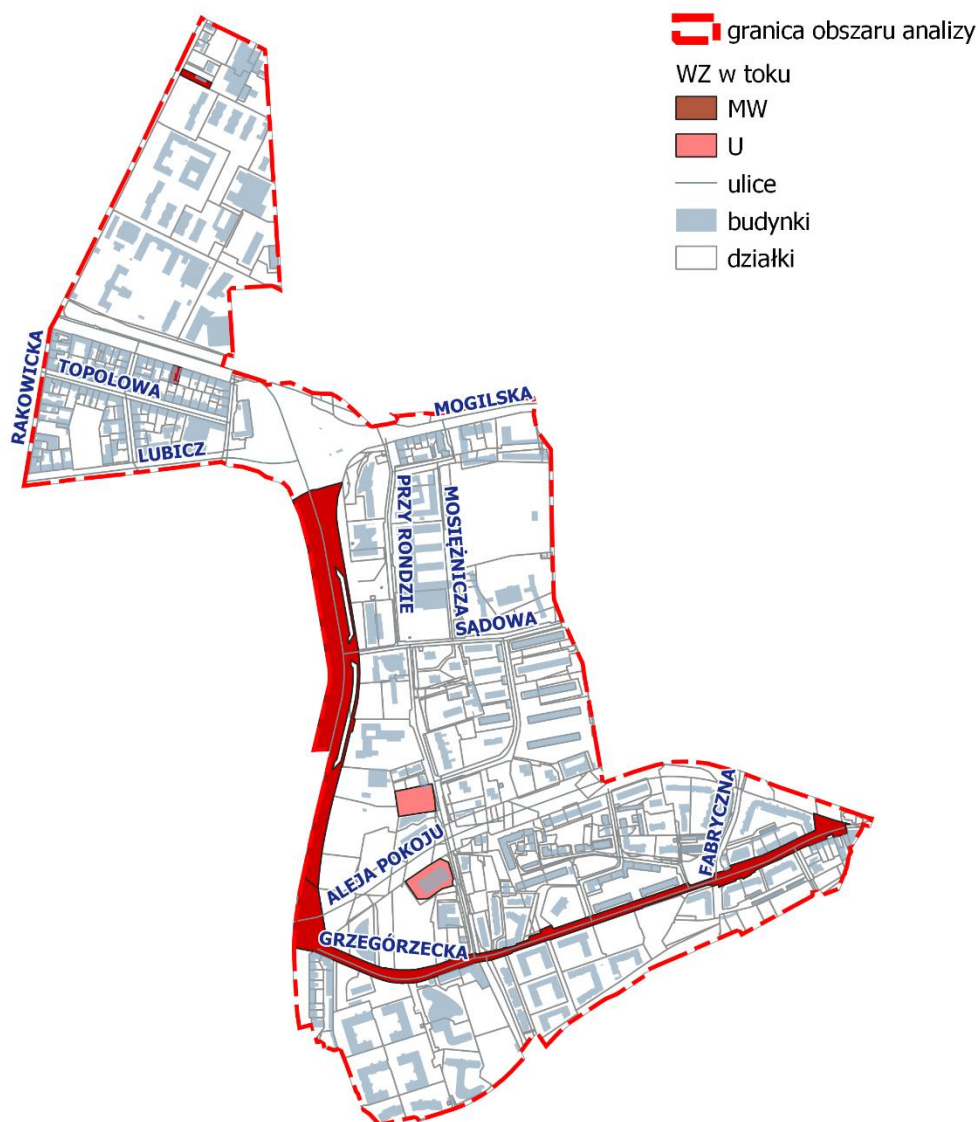 granica obszaru analizy
WZ w toku
MW
U
ulice
budynki
działki
RAKOWICKA
TOPOLOWA
LUBICZ
MOGILSKA
PRZY RONDZIE
MOSIĘŻNICZA
SĄDOWA
ALEJA POKOJU
FABRYCZNA
GRZEGÓRZECKA